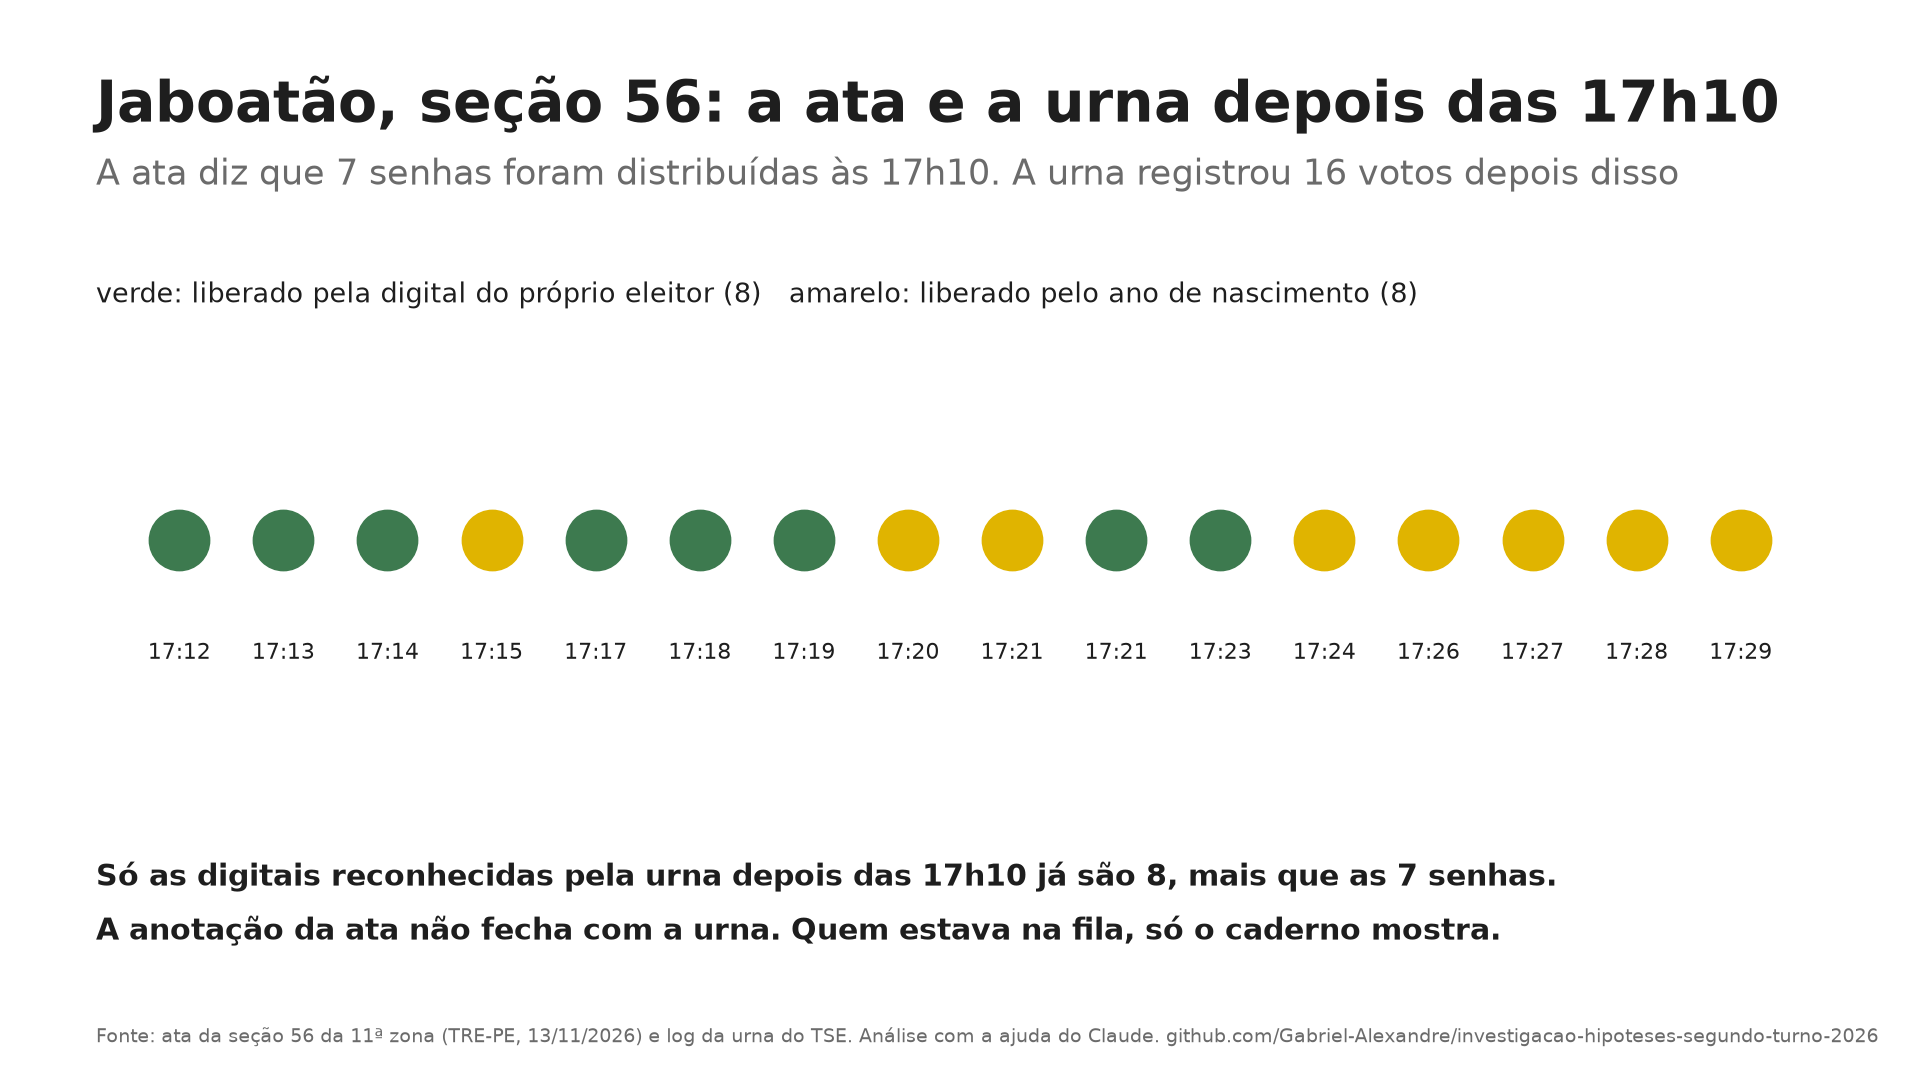 Jaboatão, seção 56: a ata e a urna depois das 17h10
A ata diz que 7 senhas foram distribuídas às 17h10. A urna registrou 16 votos depois disso
verde: liberado pela digital do próprio eleitor (8) amarelo: liberado pelo ano de nascimento (8)
17:12 17:13 17:14 17:15 17:17 17:18 17:19 17:20 17:21 17:21 17:23 17:24 17:26 17:27 17:28 17:29
Só as digitais reconhecidas pela urna depois das 17h10 já são 8, mais que as 7 senhas.
A anotação da ata não fecha com a urna. Quem estava na fila, só o caderno mostra.
Fonte: ata da seção 56 da 11ª zona (TRE-PE, 13/11/2026) e log da urna do TSE. Análise com a ajuda do Claude. github.com/Gabriel-Alexandre/investigacao-hipoteses-segundo-turno-2026